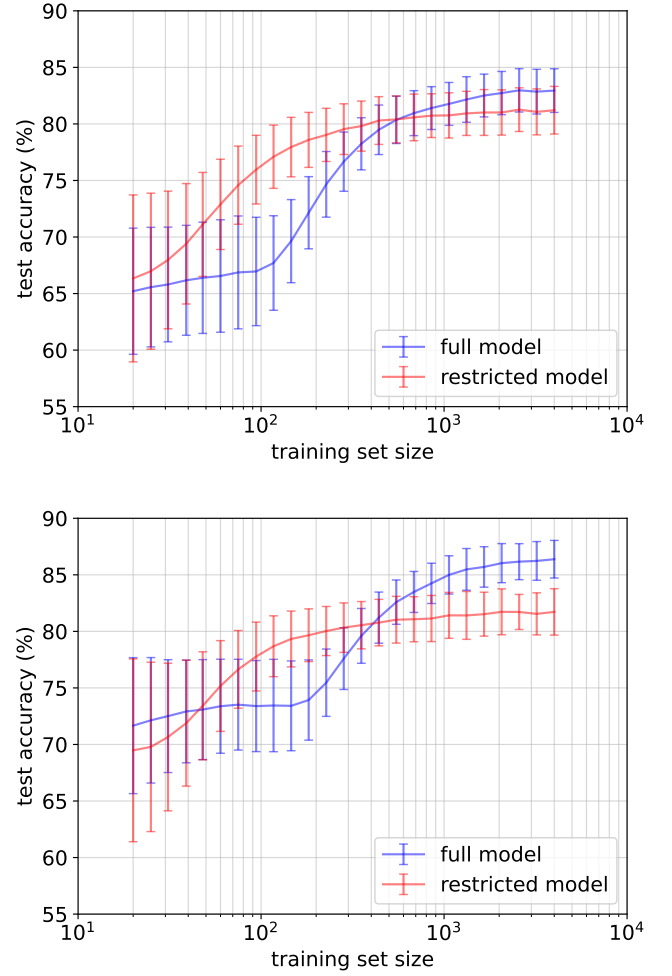 90
85
80
75
70
65
60
55
test accuracy (%)
full model
restricted model
10¹ 10² 10³ 10⁴
training set size
90
85
80
75
70
65
60
55
test accuracy (%)
full model
restricted model
10¹ 10² 10³ 10⁴
training set size